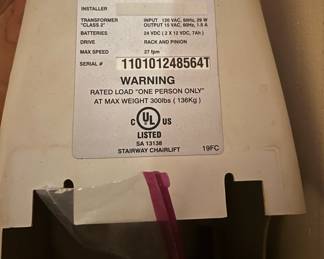 INSTALLER
TRANSFORMER INPUT 120 VAC, 60Hz, 29 W
"CLASS 2" OUTPUT 15 VAC, 60Hz, 1.5 A
BATTERIES 24 VDC ( 2 X 12 VDC, 7Ah )
DRIVE RACK AND PINION
MAX SPEED 27 fpm
SERIAL # 110101248564T
WARNING
RATED LOAD "ONE PERSON ONLY"
AT MAX WEIGHT 300lbs ( 136Kg )
C UL US
LISTED
SA 13138
STAIRWAY CHAIRLIFT 19FC